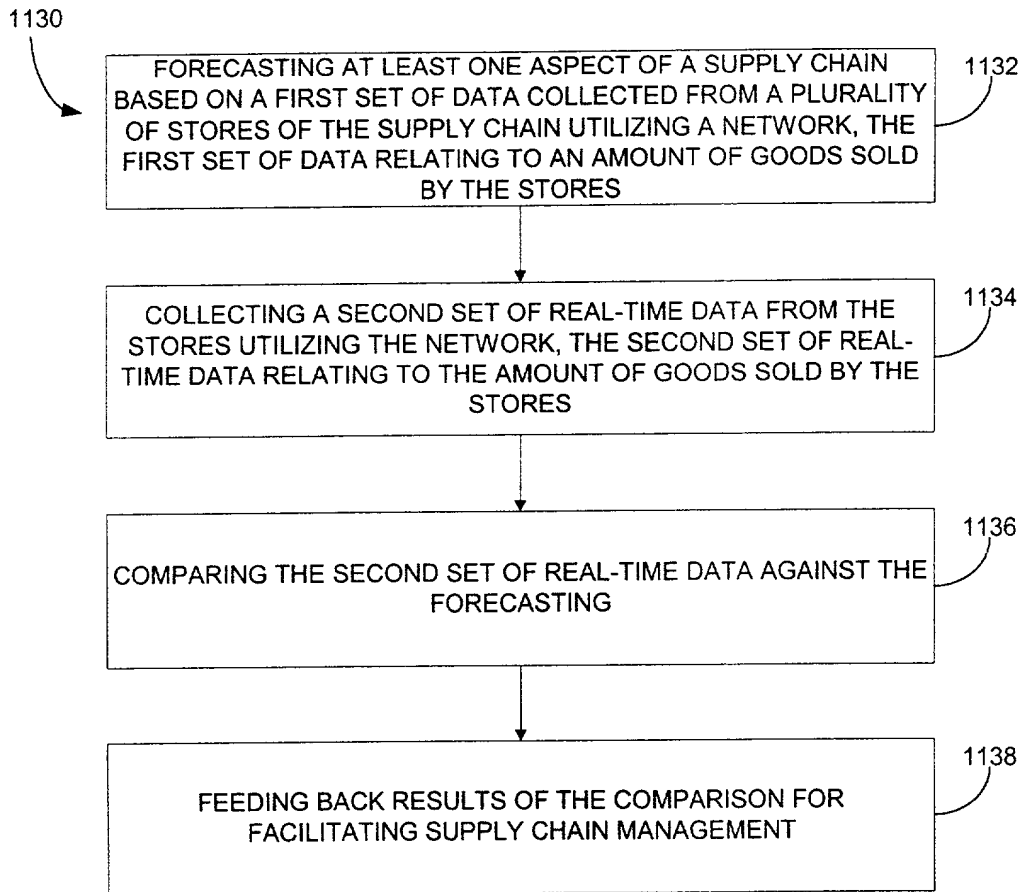 1130
FORECASTING AT LEAST ONE ASPECT OF A SUPPLY CHAIN
BASED ON A FIRST SET OF DATA COLLECTED FROM A PLURALITY
OF STORES OF THE SUPPLY CHAIN UTILIZING A NETWORK, THE
FIRST SET OF DATA RELATING TO AN AMOUNT OF GOODS SOLD
BY THE STORES
1132
COLLECTING A SECOND SET OF REAL-TIME DATA FROM THE
STORES UTILIZING THE NETWORK, THE SECOND SET OF REAL-
TIME DATA RELATING TO THE AMOUNT OF GOODS SOLD BY THE
STORES
1134
COMPARING THE SECOND SET OF REAL-TIME DATA AGAINST THE
FORECASTING
1136
FEEDING BACK RESULTS OF THE COMPARISON FOR
FACILITATING SUPPLY CHAIN MANAGEMENT
1138